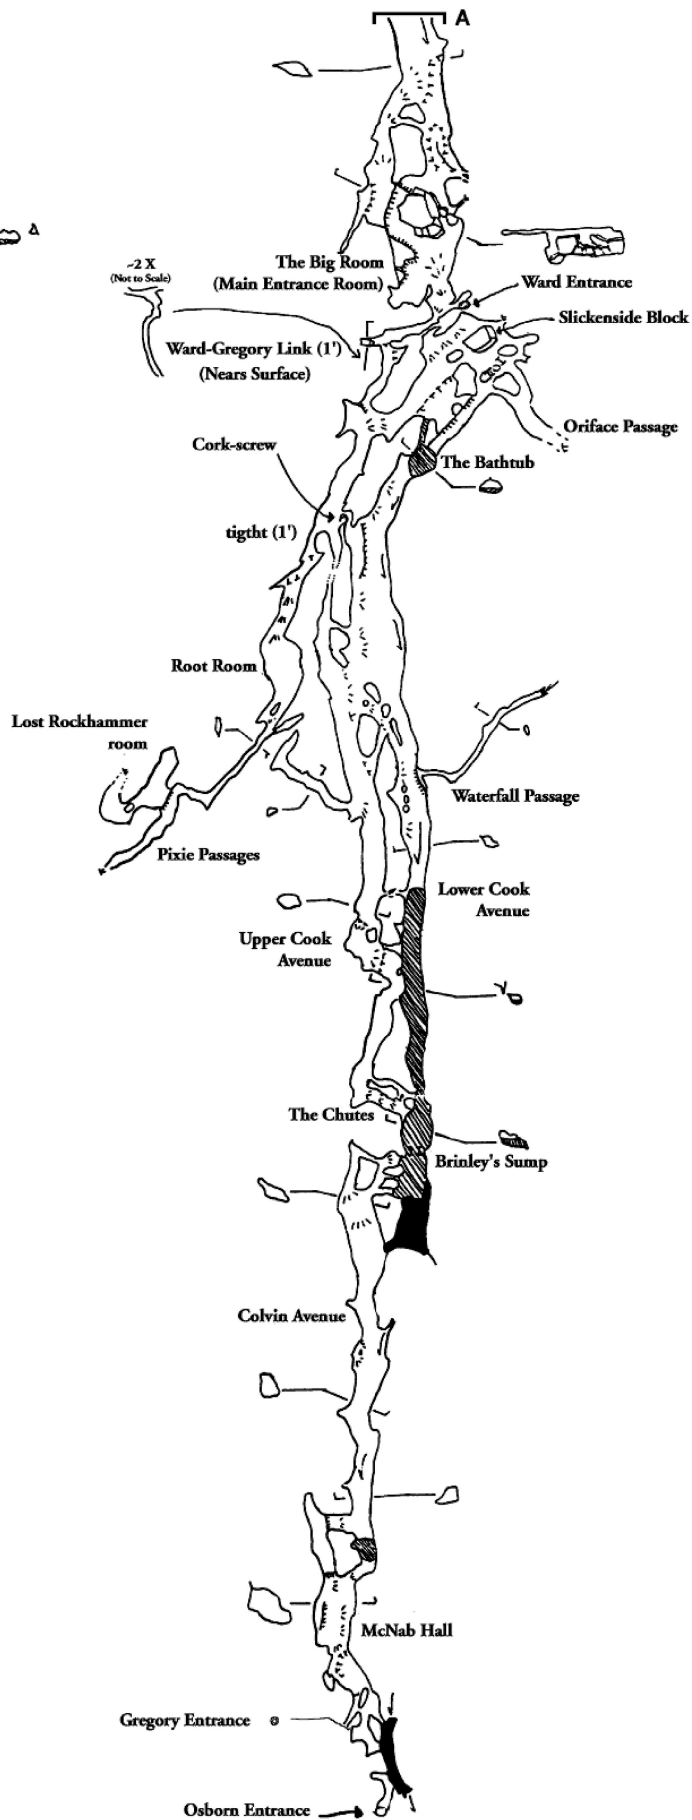 A
The Big Room
(Main Entrance Room)
~2 X
(Not to Scale)
Ward Entrance
Slickenside Block
Ward-Gregory Link (1')
(Nears Surface)
Oriface Passage
Cork-screw
The Bathtub
tigtht (1')
Root Room
Lost Rockhammer
room
Waterfall Passage
Pixie Passages
Lower Cook
Avenue
Upper Cook
Avenue
The Chutes
Brinley's Sump
Colvin Avenue
McNab Hall
Gregory Entrance
Osborn Entrance